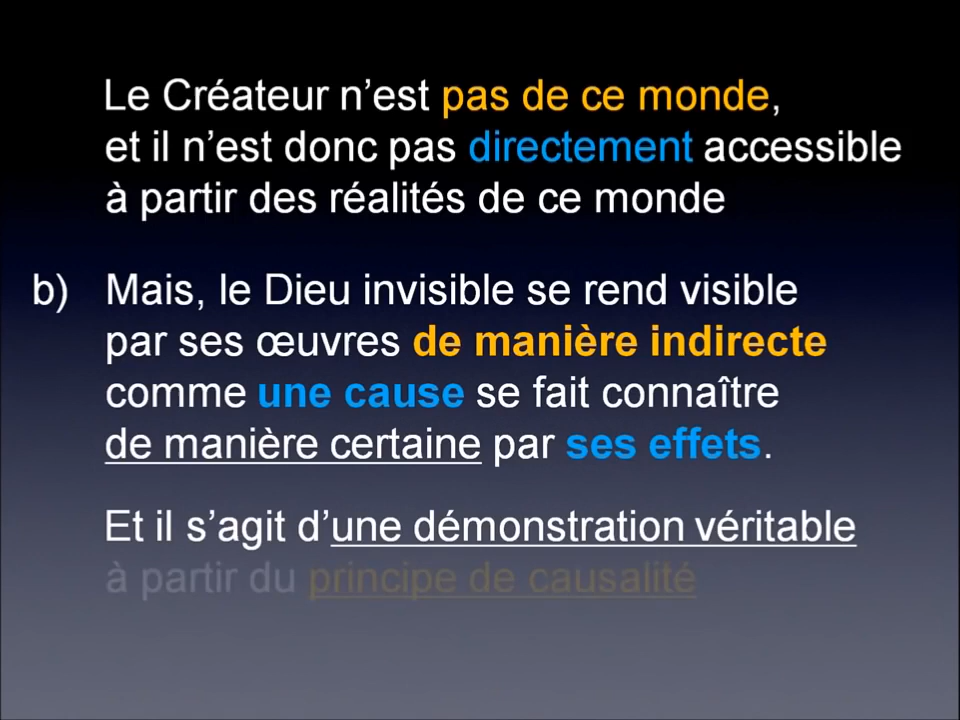 Le Créateur n’est pas de ce monde,
et il n’est donc pas directement accessible
à partir des réalités de ce monde
b) Mais, le Dieu invisible se rend visible
par ses œuvres de manière indirecte
comme une cause se fait connaître
de manière certaine par ses effets.
Et il s’agit d’une démonstration véritable
à partir du principe de causalité